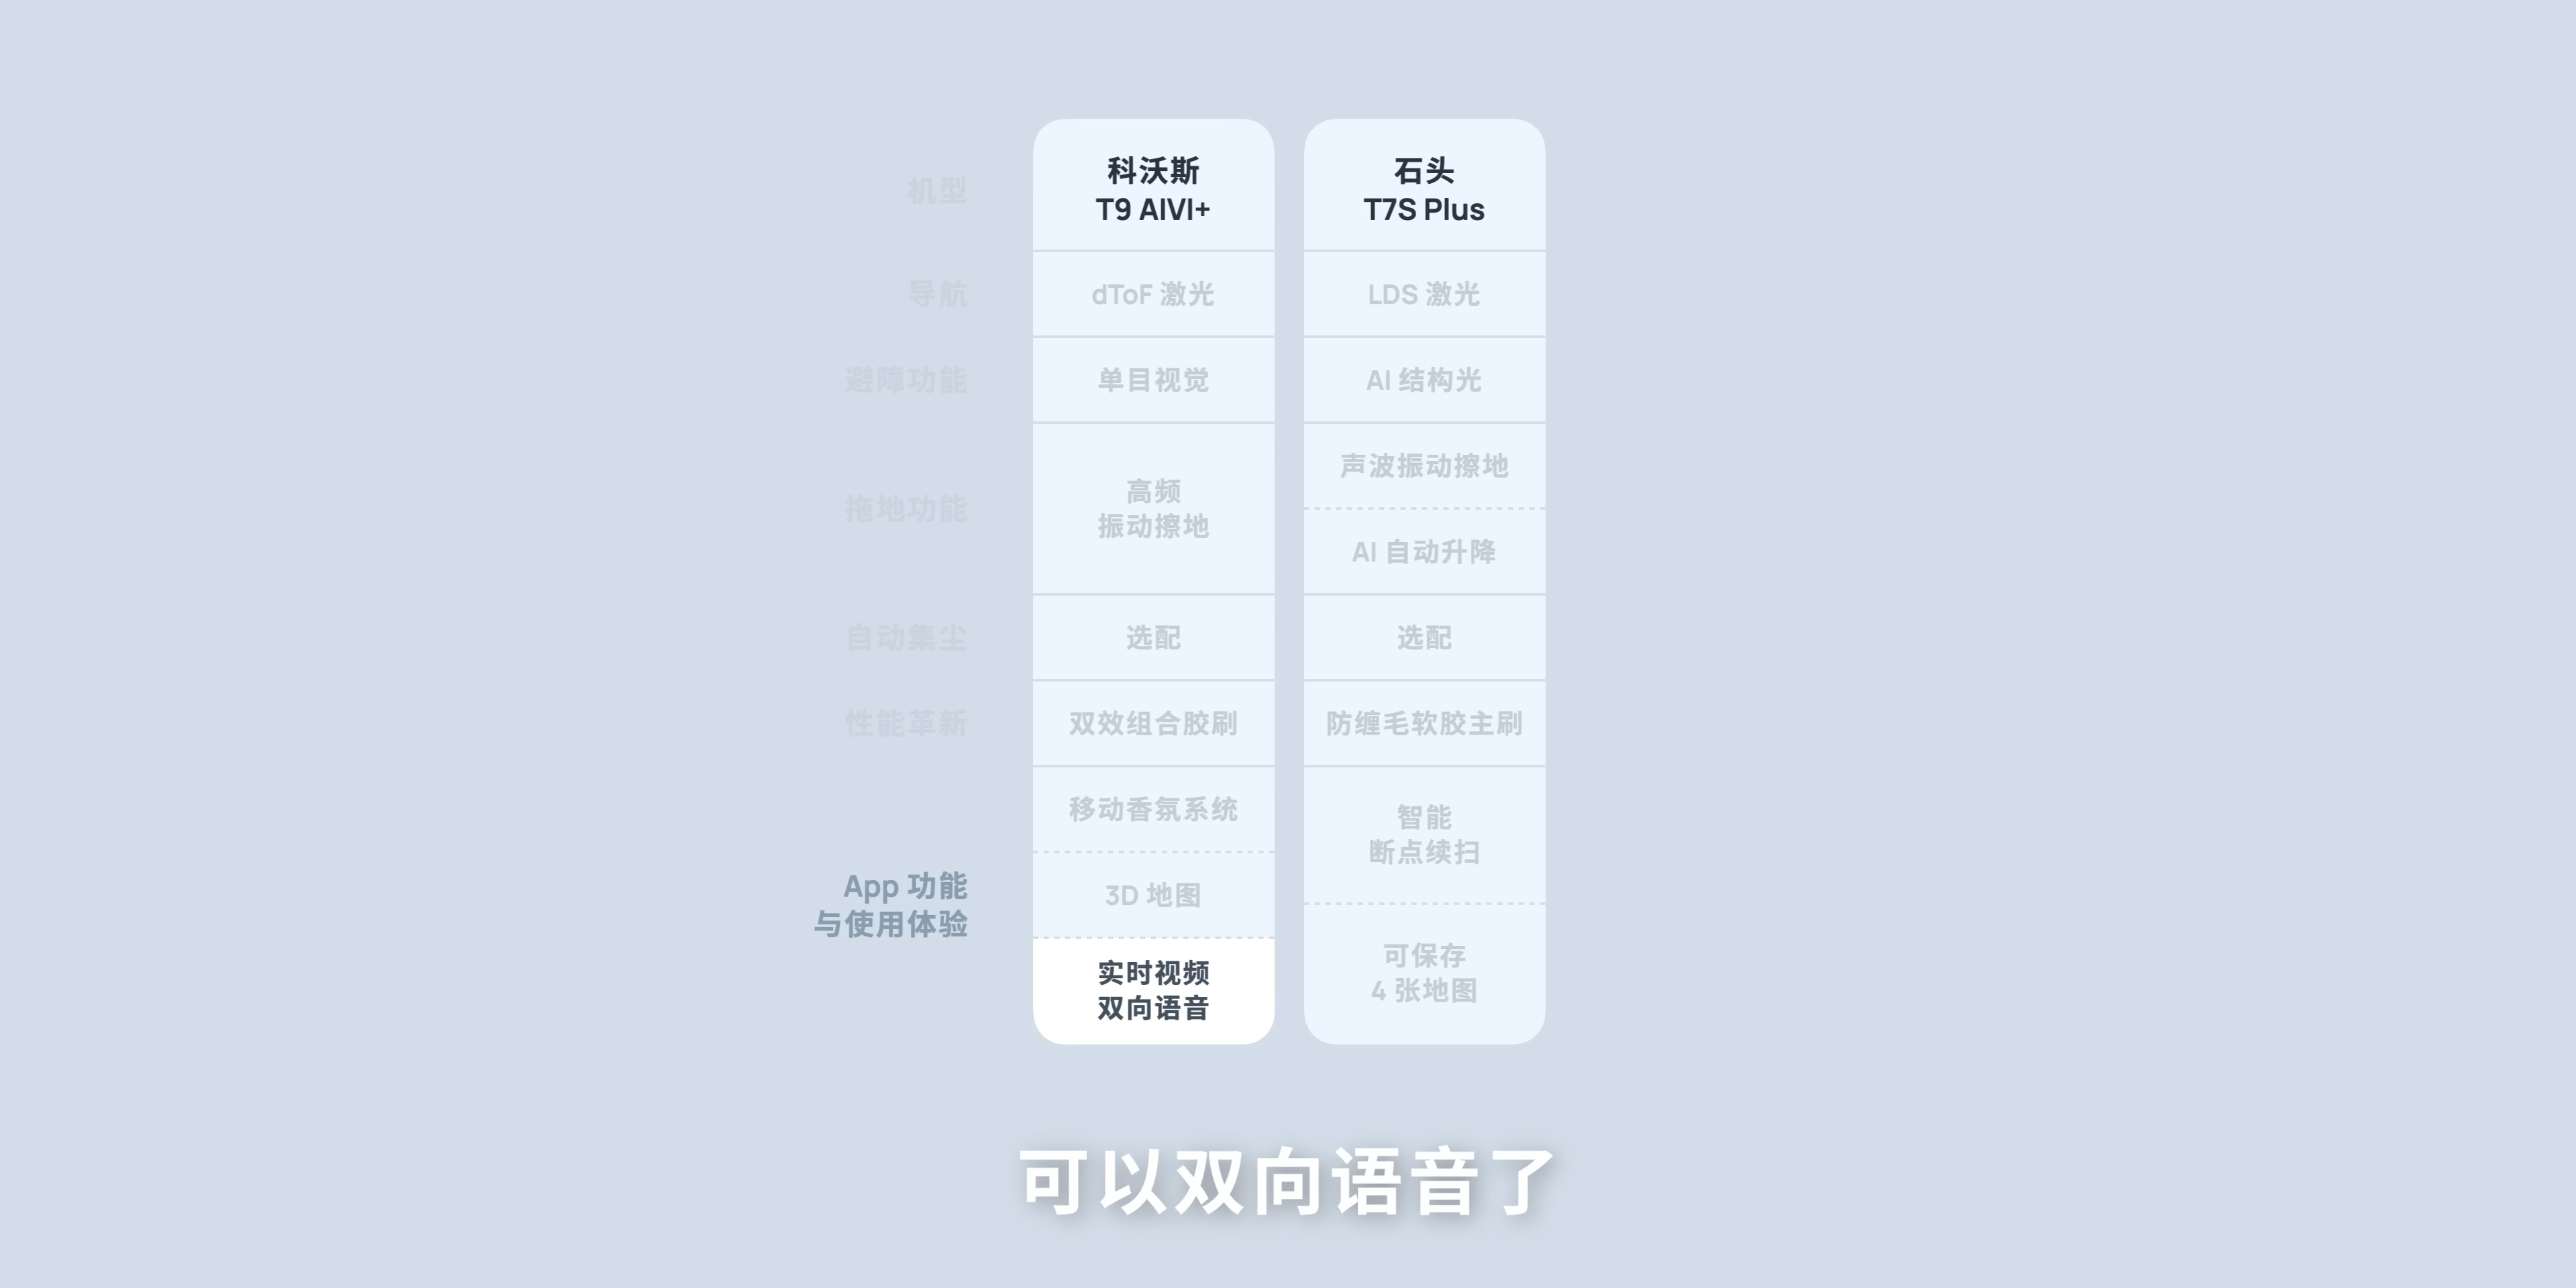 机型
科沃斯
T9 AIVI+
石头
T7S Plus
导航
dToF 激光
LDS 激光
避障功能
单目视觉
AI 结构光
拖地功能
高频
振动擦地
声波振动擦地
AI 自动升降
自动集尘
选配
选配
性能革新
双效组合胶刷
防缠毛软胶主刷
App 功能
与使用体验
移动香氛系统
3D 地图
实时视频
双向语音
智能
断点续扫
可保存
4 张地图
可以双向语音了